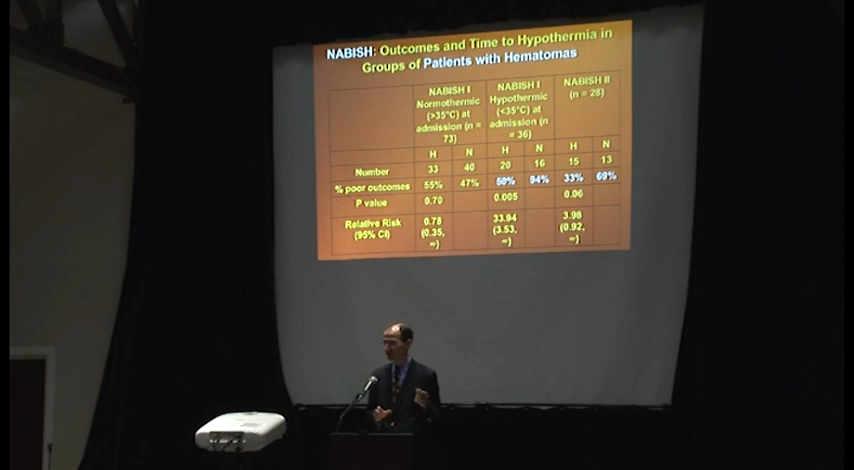 NABISH: Outcomes and Time to Hypothermia in
Groups of Patients with Hematomas
NABISH I Normothermic (>35°C) at admission (n = 73) NABISH I Hypothermic (<35°C) at admission (n = 36) NABISH II (n = 28)
H N H N H N
Number 33 40 20 16 15 13
% poor outcomes 55% 47% 50% 94% 33% 69%
P value 0.70 0.005 0.06
Relative Risk (95% CI) 0.78 (0.35, ∞) 33.94 (3.53, ∞) 3.98 (0.92, ∞)